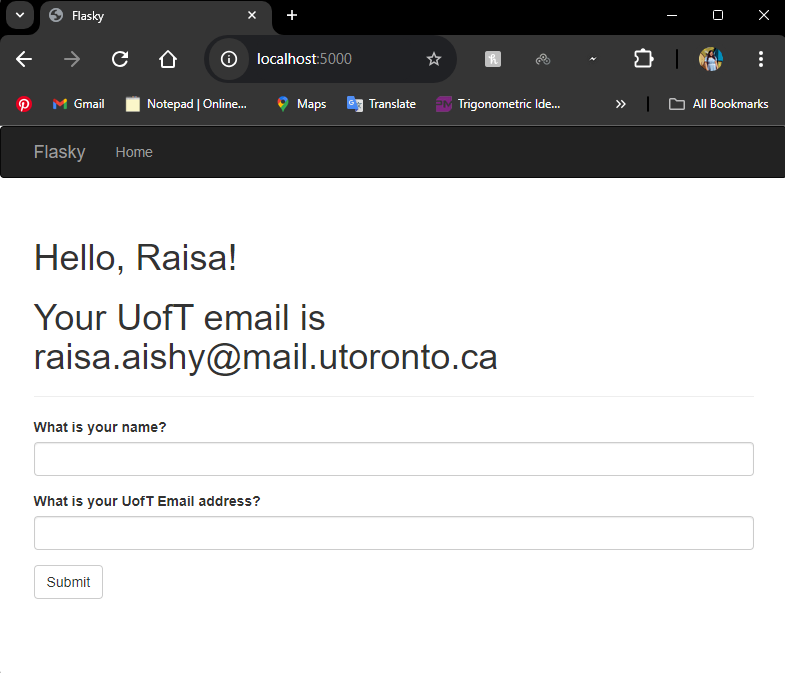 Flasky
localhost:5000
Gmail
Notepad | Online...
Maps
Translate
Trigonometric Ide...
All Bookmarks
Flasky
Home
Hello, Raisa!
Your UofT email is
raisa.aishy@mail.utoronto.ca
What is your name?
What is your UofT Email address?
Submit